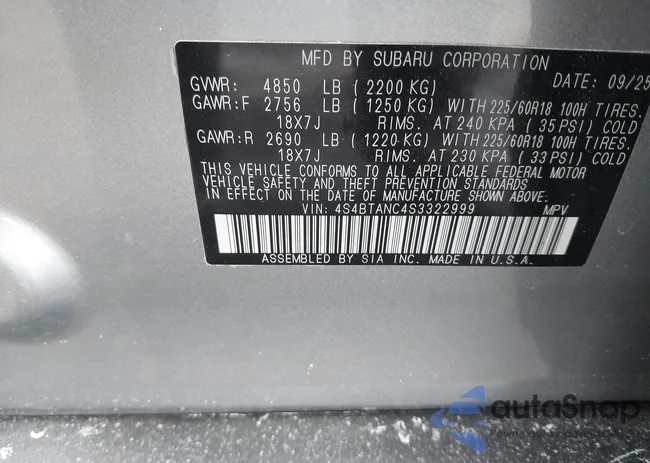 MFD BY SUBARU CORPORATION
GVWR: 4850 LB (2200 KG) DATE: 09/25
GAWR:F 2756 LB (1250 KG) WITH 225/60R18 100H TIRES.
18X7J RIMS. AT 240 KPA (35 PSI) COLD
GAWR:R 2690 LB (1220 KG) WITH 225/60R18 100H TIRES.
18X7J RIMS. AT 230 KPA (33 PSI) COLD
THIS VEHICLE CONFORMS TO ALL APPLICABLE FEDERAL MOTOR
VEHICLE SAFETY, THEFT PREVENTION AND BUMPER STANDARDS
IN EFFECT ON THE DATE OF MANUFACTURE SHOWN ABOVE.
VIN: 4S4BTANC4S3322999 MPV
ASSEMBLED BY SIA INC. MADE IN U.S.A.
autoSnap